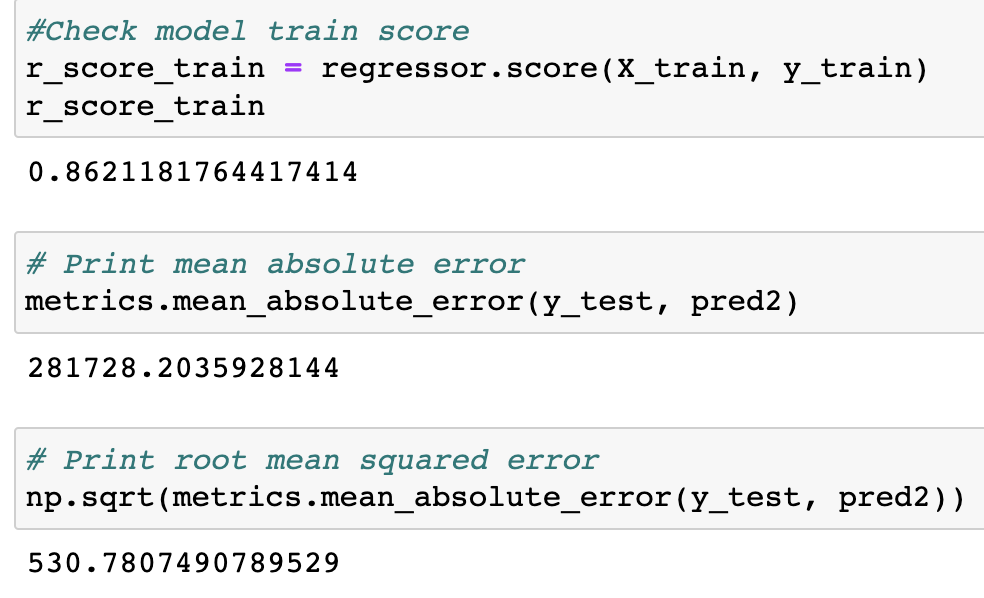 #Check model train score
r_score_train = regressor.score(X_train, y_train)
r_score_train
0.8621181764417414
# Print mean absolute error
metrics.mean_absolute_error(y_test, pred2)
281728.2035928144
# Print root mean squared error
np.sqrt(metrics.mean_absolute_error(y_test, pred2))
530.7807490789529